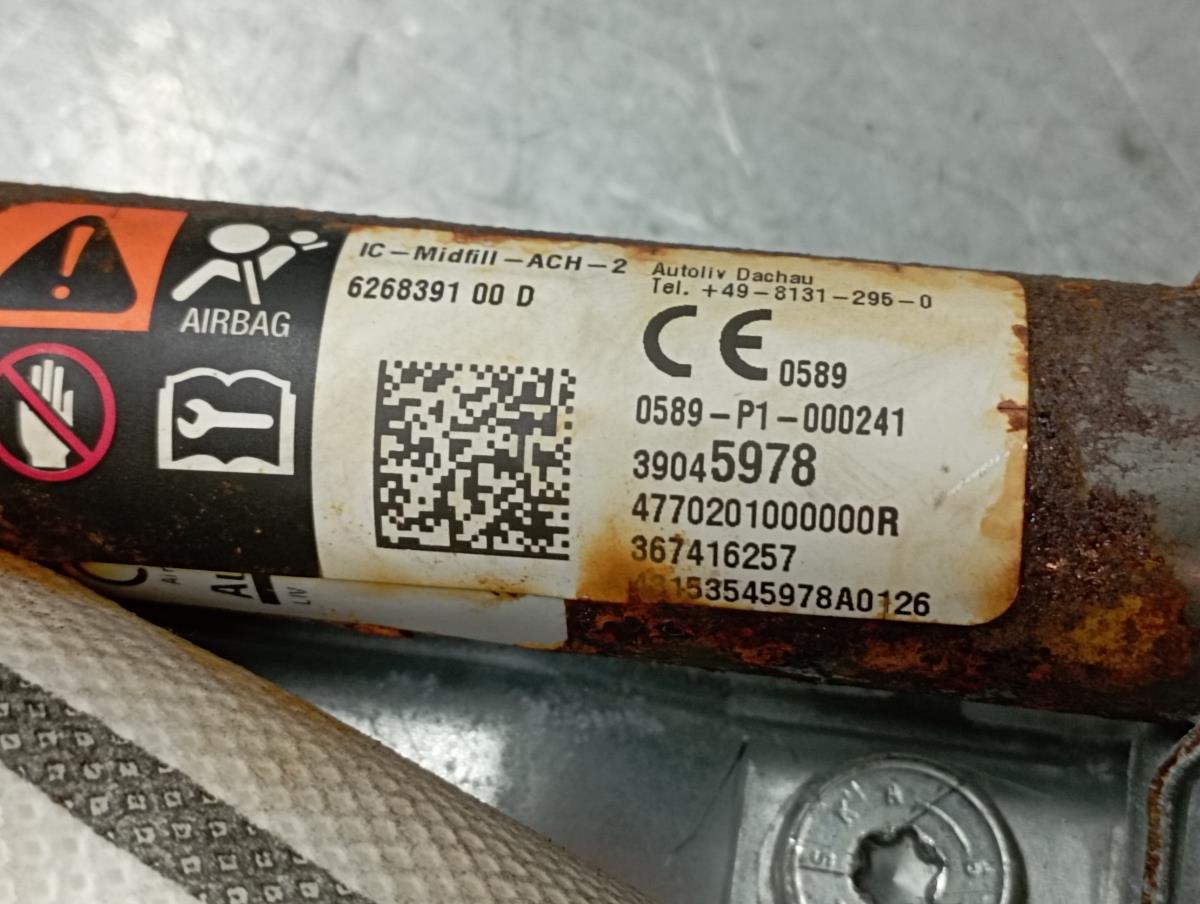 AIRBAG
IC-Midfill-ACH-2
6268391 00 D
Autoliv Dachau
Tel. +49-8131-295-0
CE 0589
0589-P1-000241
39045978
4770201000000R
367416257
LIV